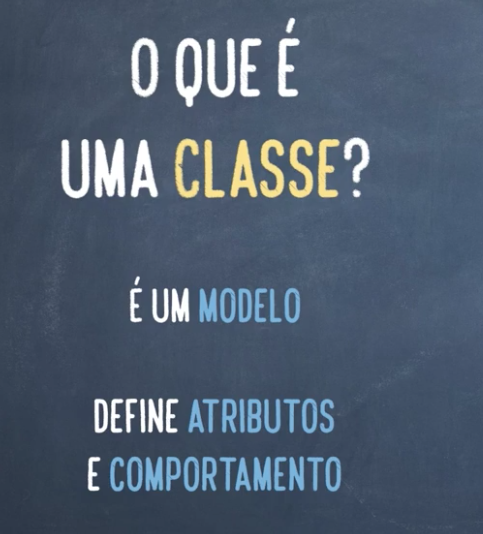 O QUE É
UMA CLASSE?
É UM MODELO
DEFINE ATRIBUTOS
E COMPORTAMENTO